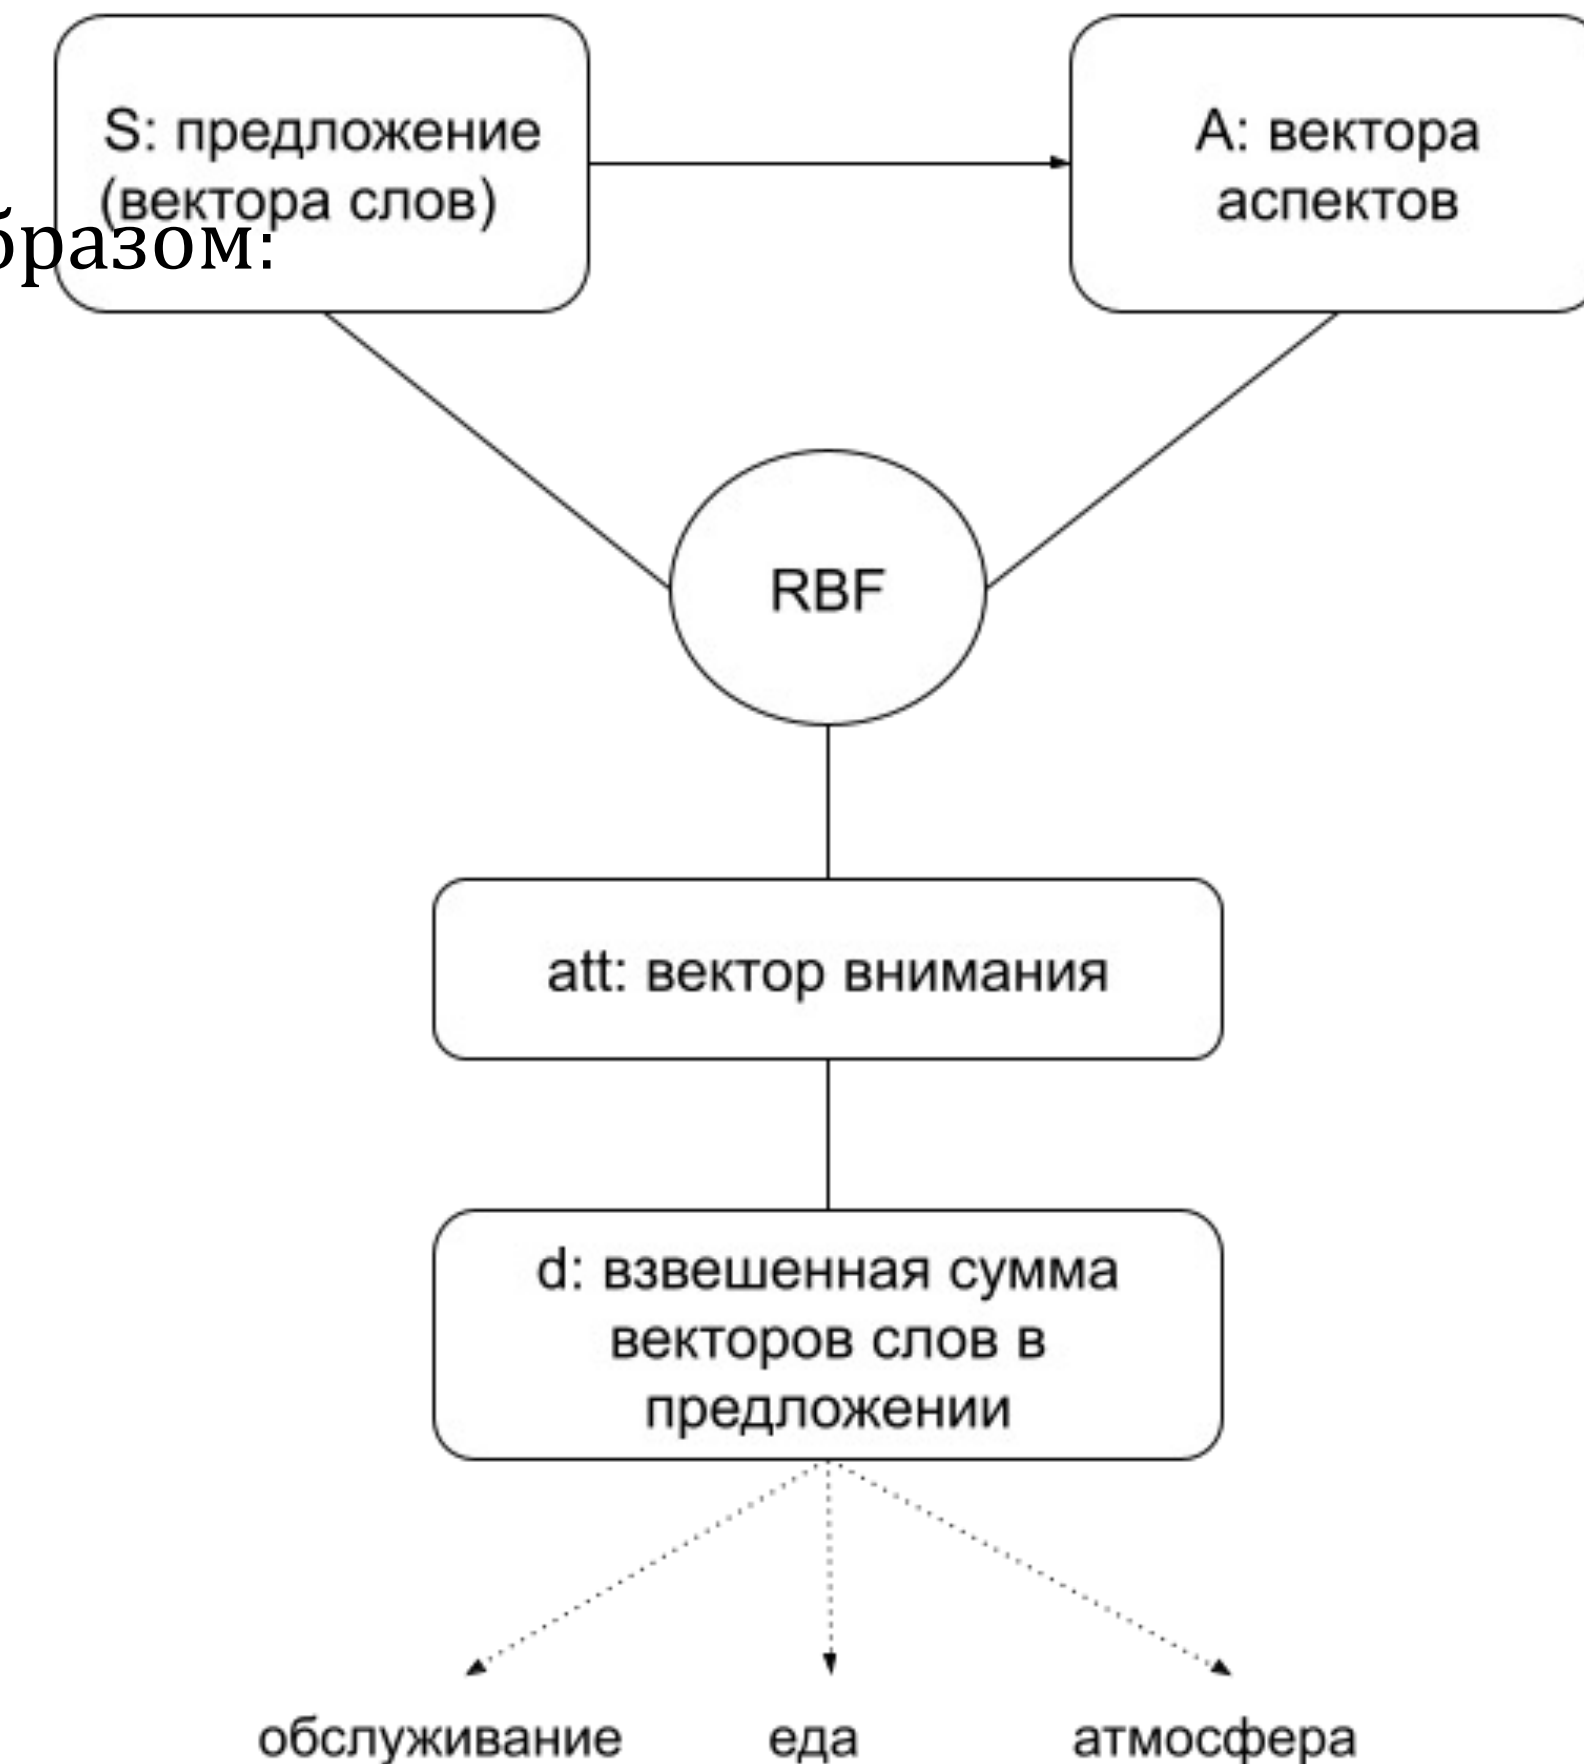 S: предложение
(вектора слов)
бразом:
A: вектора
аспектов
RBF
att: вектор внимания
d: взвешенная сумма
векторов слов в
предложении
обслуживание
еда
атмосфера